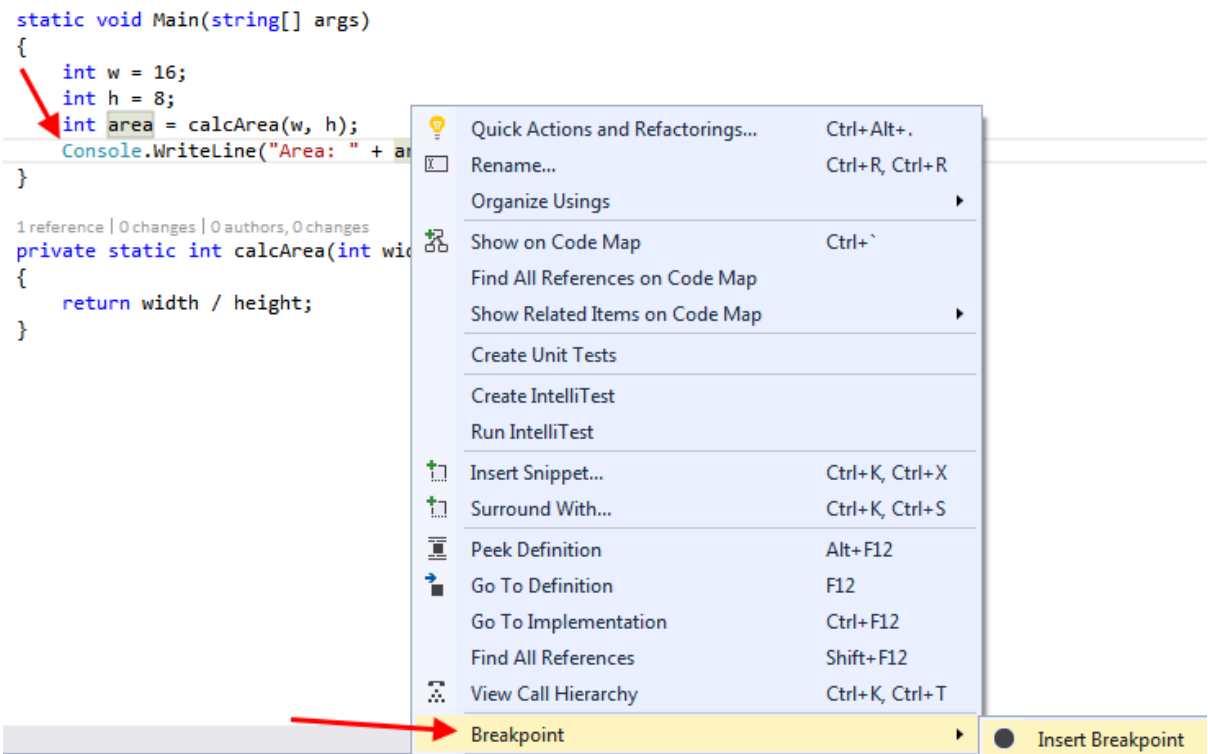 static void Main(string[] args)
{
int w = 16;
int h = 8;
int area = calcArea(w, h);
Console.WriteLine("Area: " +
}
1 reference | 0 changes | 0 authors, 0 changes
private static int calcArea(int
{
return width / height;
}
Quick Actions and Refactorings... Ctrl+Alt+.
Rename... Ctrl+R, Ctrl+R
Organize Usings
Show on Code Map Ctrl+`
Find All References on Code Map
Show Related Items on Code Map
Create Unit Tests
Create IntelliTest
Run IntelliTest
Insert Snippet... Ctrl+K, Ctrl+X
Surround With... Ctrl+K, Ctrl+S
Peek Definition Alt+F12
Go To Definition F12
Go To Implementation Ctrl+F12
Find All References Shift+F12
View Call Hierarchy Ctrl+K, Ctrl+T
Breakpoint
Insert Breakpoint